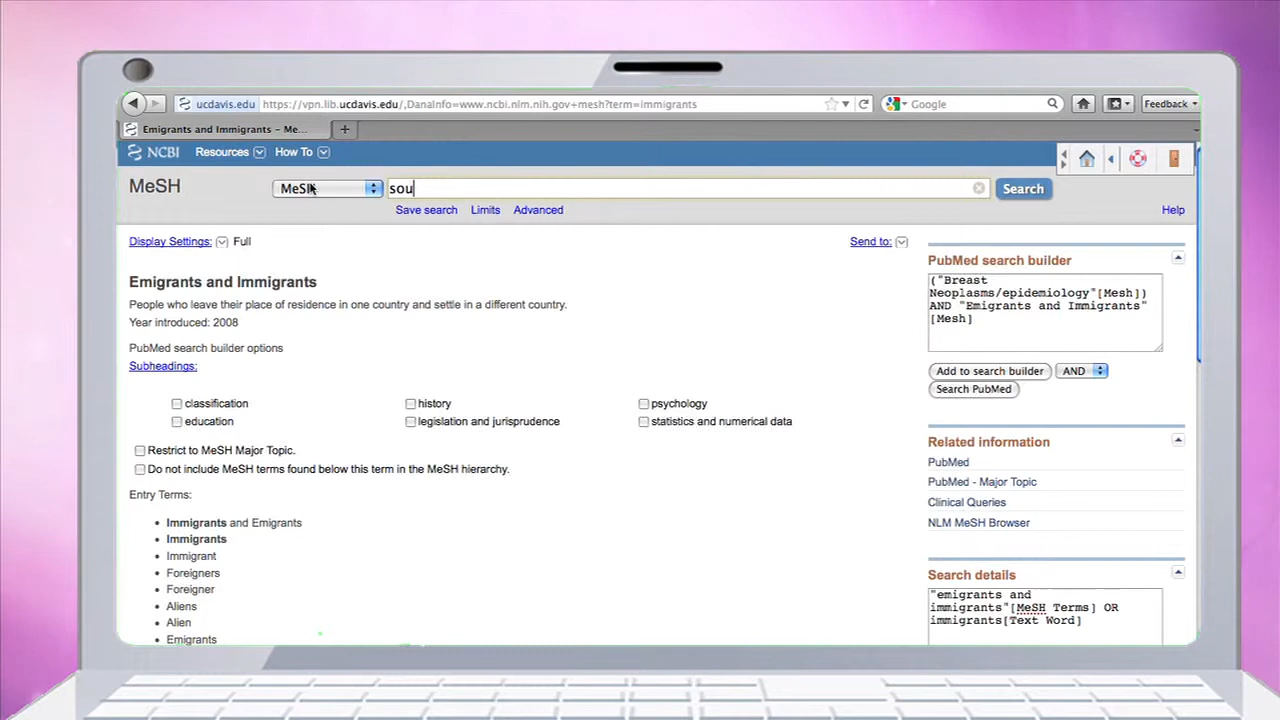 ucdavis.edu https://vpn.lib.ucdavis.edu/,DanaInfo=www.ncbi.nlm.nih.gov+mesh?term=immigrants
Google
Feedback
Emigrants and Immigrants – Me...
NCBI Resources How To
MeSH
MeSH
sou
Search
Save search Limits Advanced
Help
Display Settings: Full
Send to:
Emigrants and Immigrants
People who leave their place of residence in one country and settle in a different country.
Year introduced: 2008
PubMed search builder options
Subheadings:
classification history psychology
education legislation and jurisprudence statistics and numerical data
Restrict to MeSH Major Topic.
Do not include MeSH terms found below this term in the MeSH hierarchy.
Entry Terms:
Immigrants and Emigrants
Immigrants
Immigrant
Foreigners
Foreigner
Aliens
Alien
Emigrants
PubMed search builder
("Breast
Neoplasms/epidemiology"[Mesh])
AND "Emigrants and Immigrants"
[Mesh]
Add to search builder AND
Search PubMed
Related information
PubMed
PubMed - Major Topic
Clinical Queries
NLM MeSH Browser
Search details
"emigrants and
immigrants"[MeSH Terms] OR
immigrants[Text Word]